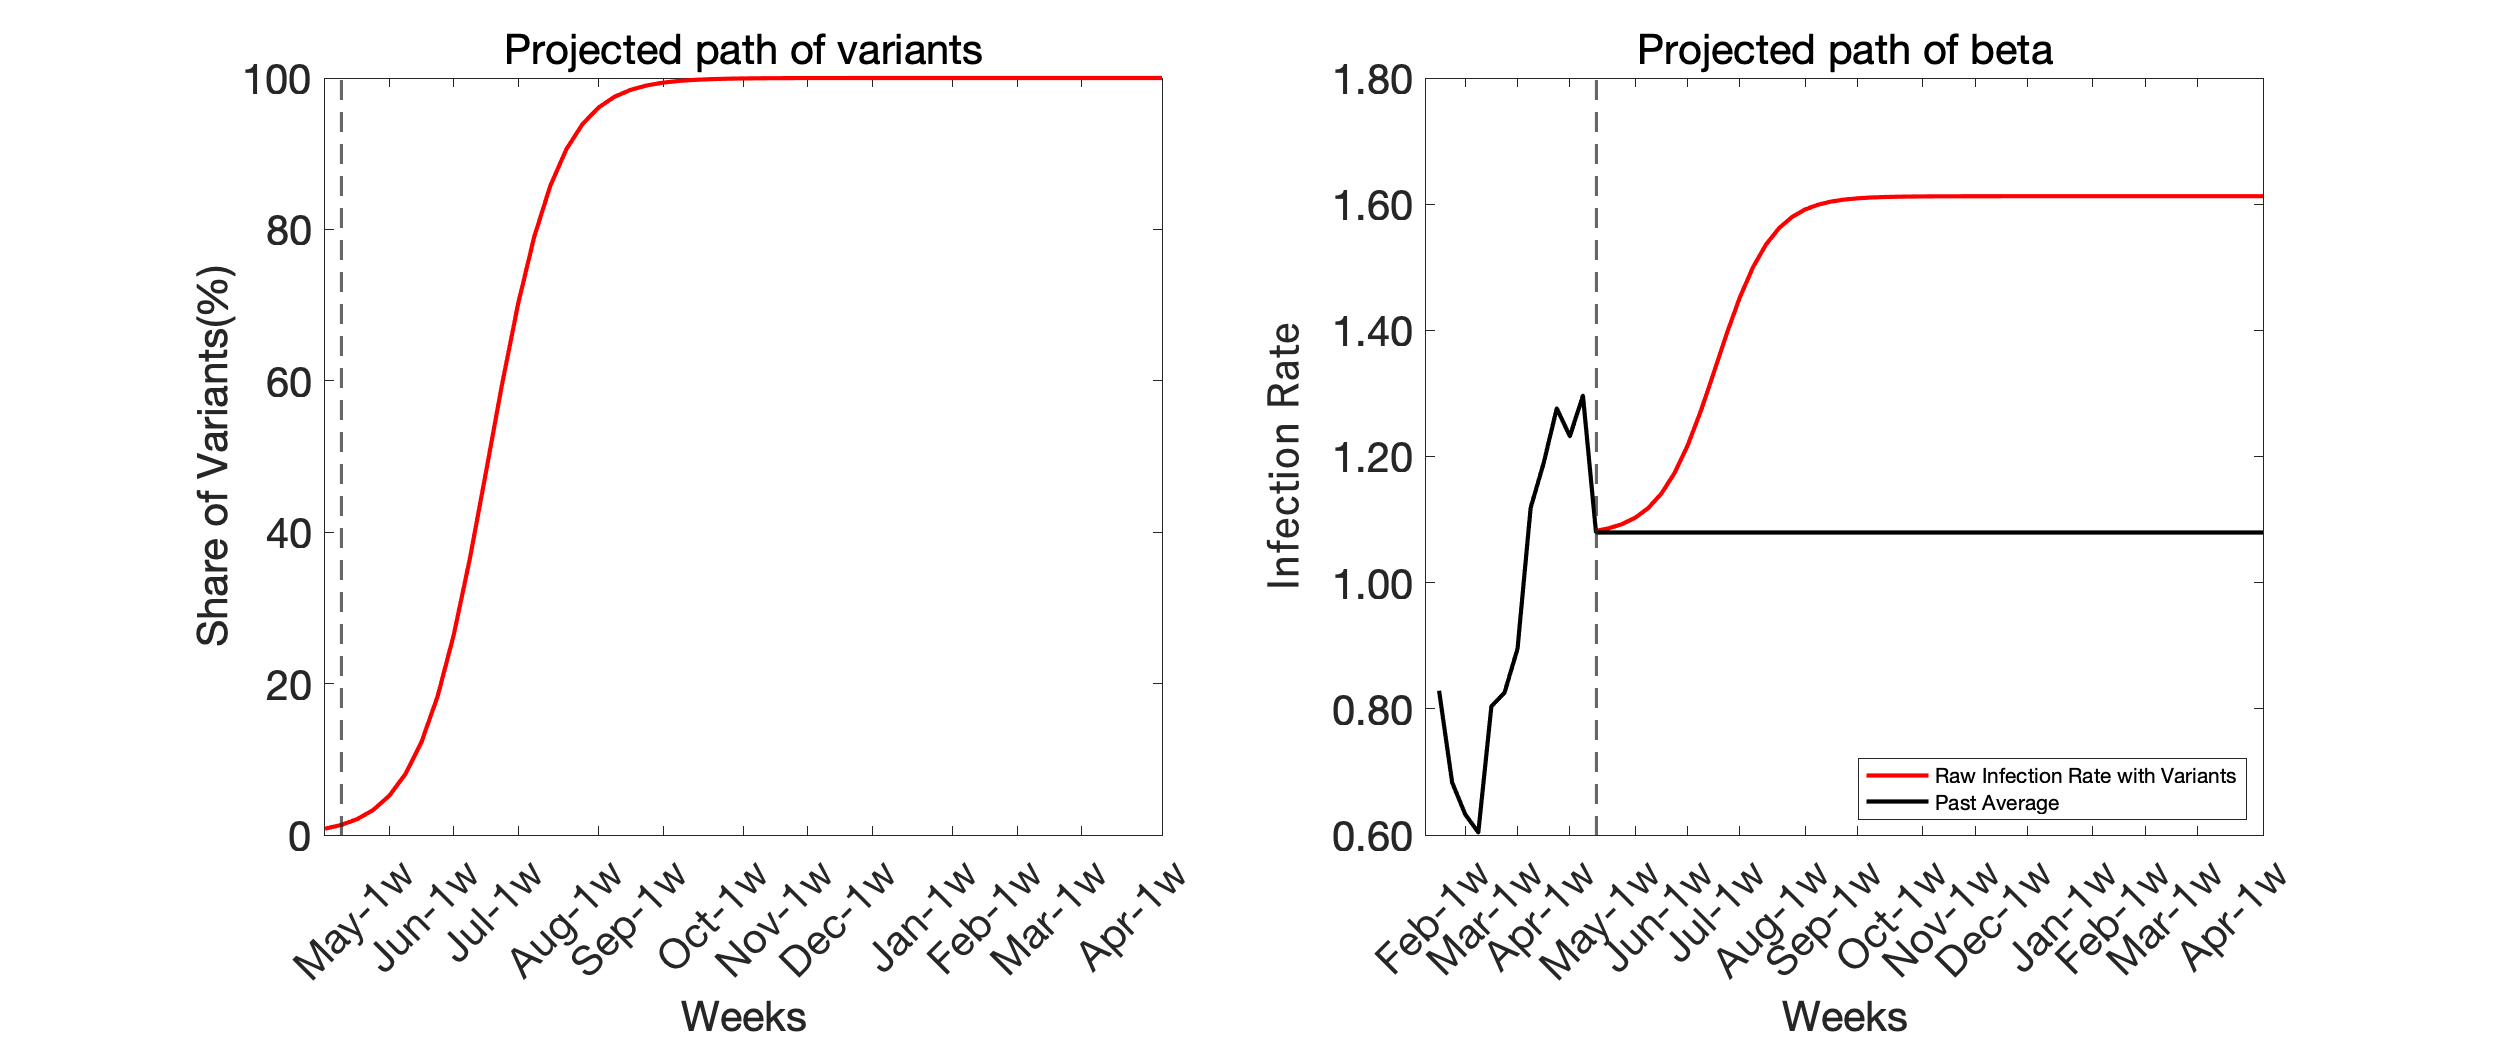 Projected path of variants
100
80
60
40
20
0
Share of Variants(%)
May-1w
Jun-1w
Jul-1w
Aug-1w
Sep-1w
Oct-1w
Nov-1w
Dec-1w
Jan-1w
Feb-1w
Mar-1w
Apr-1w
Weeks
Projected path of beta
1.80
1.60
1.40
1.20
1.00
0.80
0.60
Infection Rate
Raw Infection Rate with Variants
Past Average
Feb-1w
Mar-1w
Apr-1w
May-1w
Jun-1w
Jul-1w
Aug-1w
Sep-1w
Oct-1w
Nov-1w
Dec-1w
Jan-1w
Feb-1w
Mar-1w
Apr-1w
Weeks